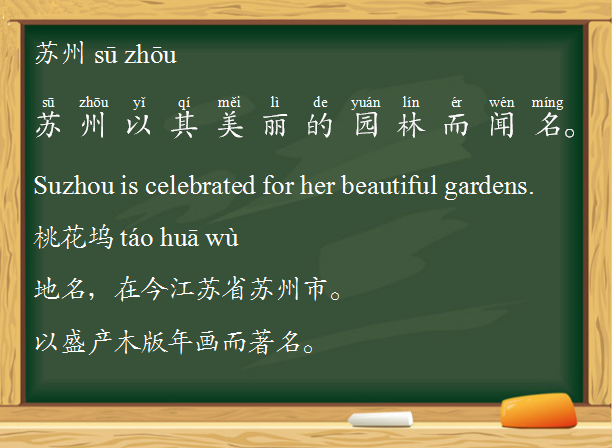 苏州 sū zhōu
sū zhōu yǐ qí měi lì de yuán lín ér wén míng
苏州以其美丽的园林而闻名。
Suzhou is celebrated for her beautiful gardens.
桃花坞 táo huā wù
地名，在今江苏省苏州市。
以盛产木版年画而著名。